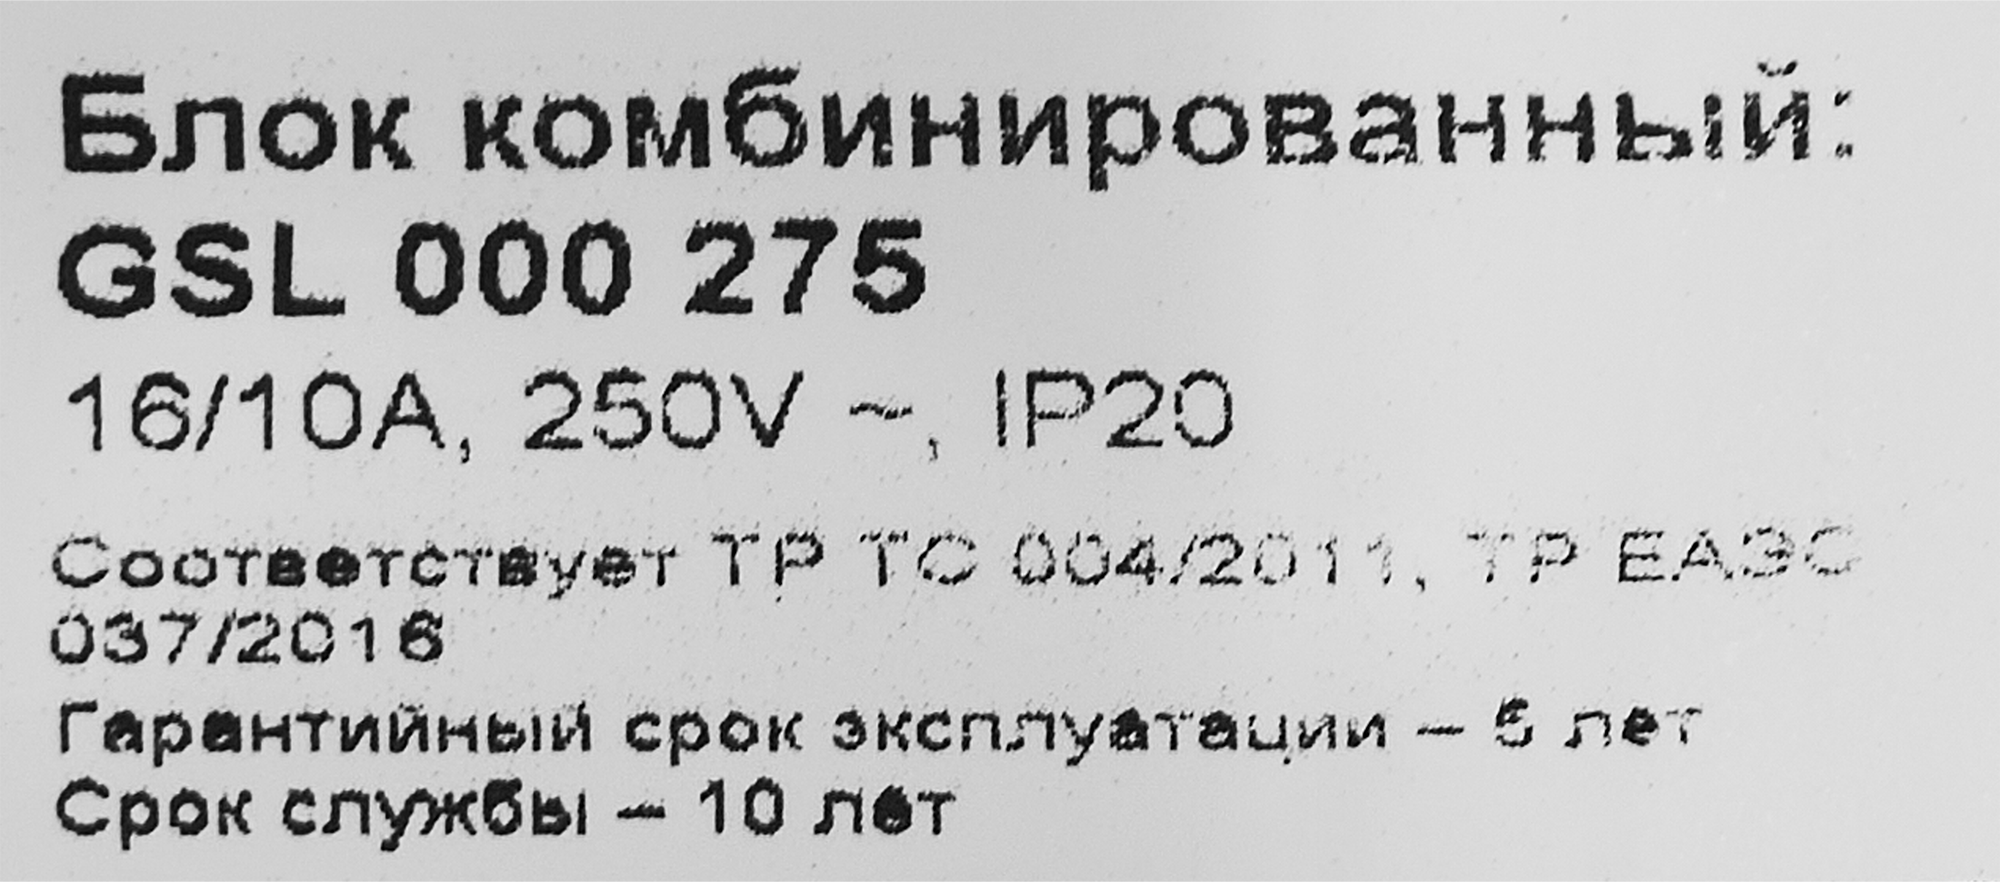 Блок комбинированный:
GSL 000 275
16/10А, 250V ~, IP20
Соответствует ТР ТС 004/2011, ТР ЕАЭС
037/2016
Гарантийный срок эксплуатации – 5 лет
Срок службы – 10 лет